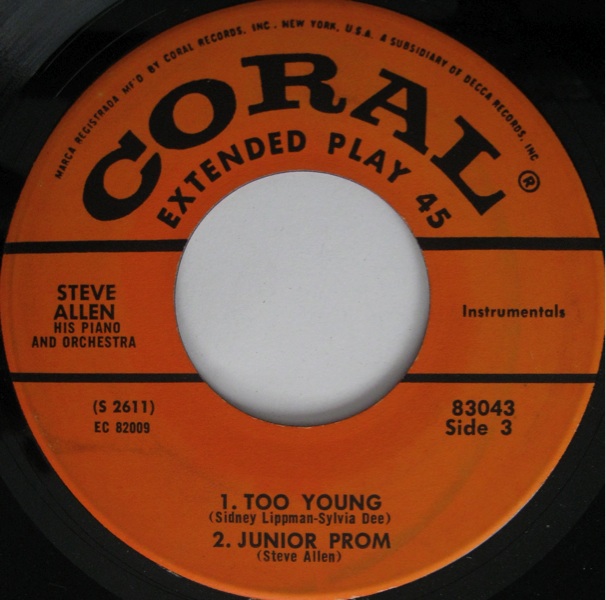 MARCA REGISTRADA MF'D BY CORAL RECORDS, INC., NEW YORK, U.S.A. A SUBSIDIARY OF DECCA RECORDS, INC
CORAL ®
EXTENDED PLAY 45
STEVE
ALLEN
HIS PIANO
AND ORCHESTRA
Instrumentals
(S 2611)
EC 82009
83043
Side 3
1. TOO YOUNG
(Sidney Lippman-Sylvia Dee)
2. JUNIOR PROM
(Steve Allen)